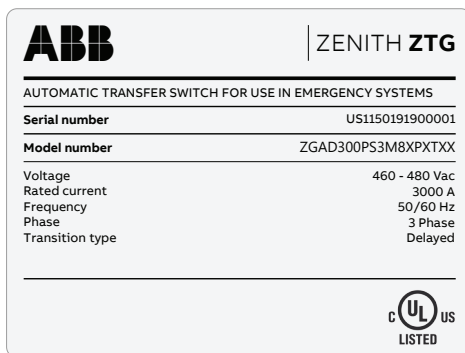 ABB ZENITH ZTG
AUTOMATIC TRANSFER SWITCH FOR USE IN EMERGENCY SYSTEMS
Serial number US1150191900001
Model number ZGAD300PS3M8XPXTXX
Voltage 460 - 480 Vac
Rated current 3000 A
Frequency 50/60 Hz
Phase 3 Phase
Transition type Delayed
C UL US
LISTED